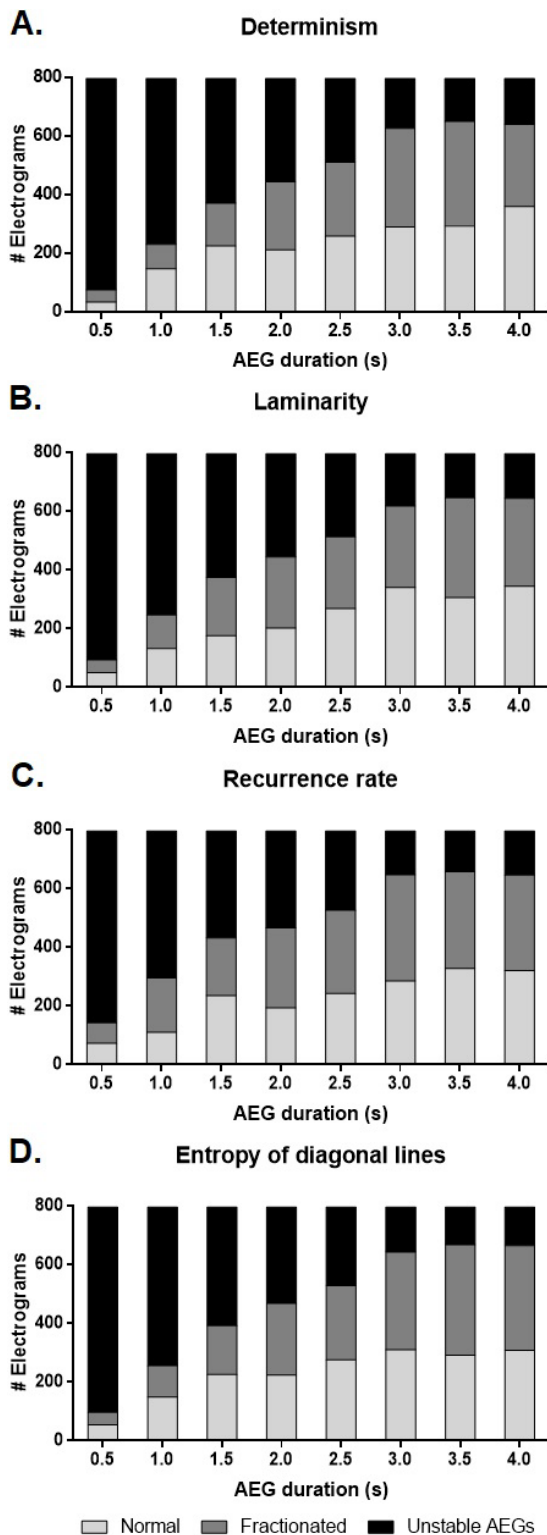 A.
Determinism
800
600
400
200
0
# Electrograms
0.5 1.0 1.5 2.0 2.5 3.0 3.5 4.0
AEG duration (s)
B.
Laminarity
800
600
400
200
0
# Electrograms
0.5 1.0 1.5 2.0 2.5 3.0 3.5 4.0
AEG duration (s)
C.
Recurrence rate
800
600
400
200
0
# Electrograms
0.5 1.0 1.5 2.0 2.5 3.0 3.5 4.0
AEG duration (s)
D.
Entropy of diagonal lines
800
600
400
200
0
# Electrograms
0.5 1.0 1.5 2.0 2.5 3.0 3.5 4.0
AEG duration (s)
Normal Fractionated Unstable AEGs